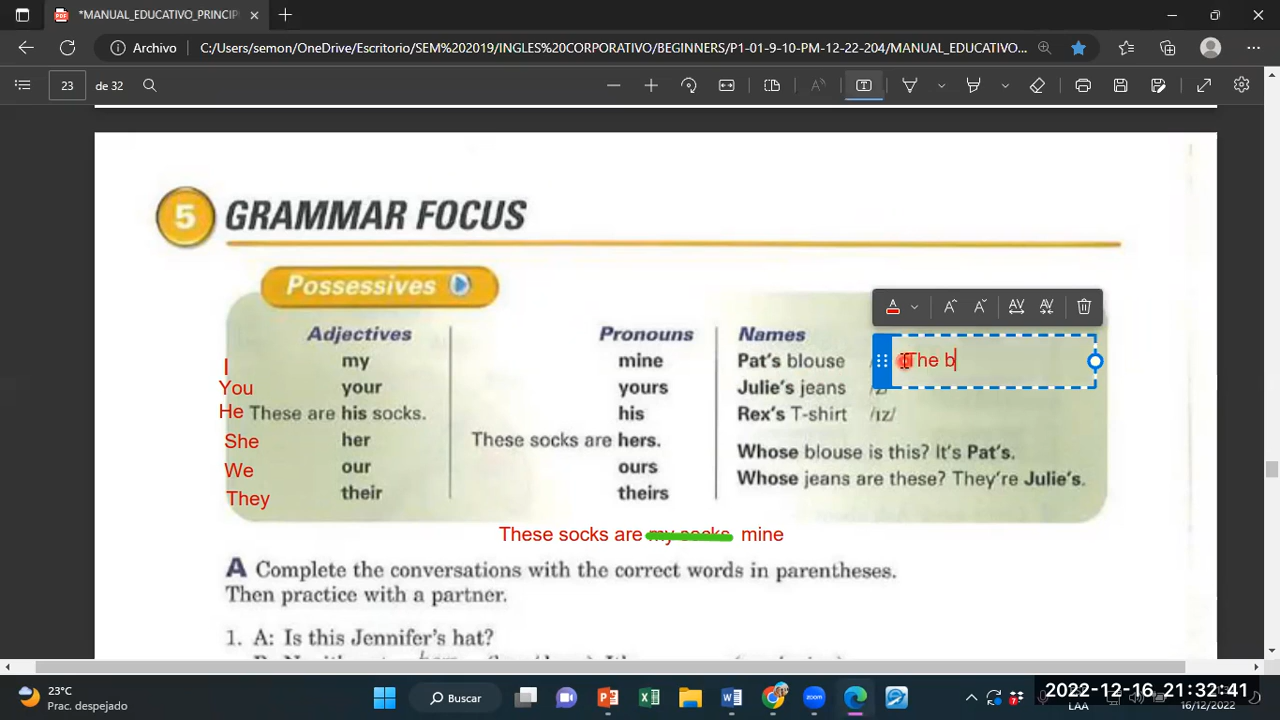 *MANUAL_EDUCATIVO_PRINCIPI
Archivo
C:/Users/semon/OneDrive/Escritorio/SEM%202019/INGLES%20CORPORATIVO/BEGINNERS/P1-01-9-10-PM-12-22-204/MANUAL_EDUCATIVO...
23 de 32
5 GRAMMAR FOCUS
Possessives
Adjectives Pronouns Names
I my mine Pat's blouse The b
You your yours Julie's jeans /z/
He These are his socks. his Rex's T-shirt /ɪz/
She her These socks are hers. Whose blouse is this? It's Pat's.
We our ours Whose jeans are these? They're Julie's.
They their theirs
These socks are my socks mine
A Complete the conversations with the correct words in parentheses.
Then practice with a partner.
1. A: Is this Jennifer's hat?
23°C
Prac. despejado
Buscar
2022-12-16, 21:32:41
LAA
16/12/2022